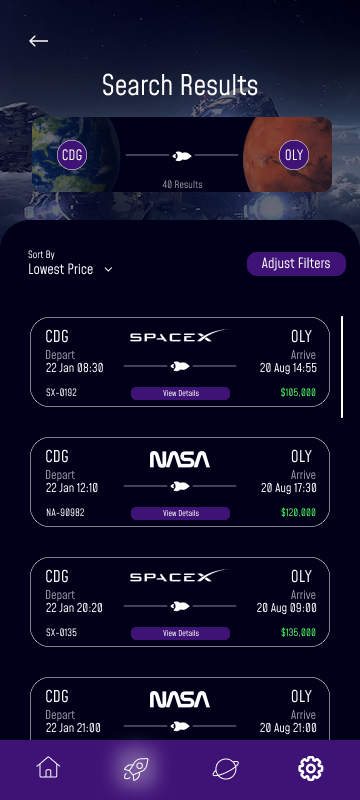 Search Results
CDG
OLY
40 Results
Sort By
Lowest Price
Adjust Filters
CDG SPACEX OLY
Depart Arrive
22 Jan 08:30 20 Aug 14:55
SX-0192 View Details $105,000
CDG NASA OLY
Depart Arrive
22 Jan 12:10 20 Aug 17:30
NA-90982 View Details $120,000
CDG SPACEX OLY
Depart Arrive
22 Jan 20:20 20 Aug 09:00
SX-0135 View Details $135,000
CDG NASA OLY
Depart Arrive
22 Jan 21:00 20 Aug 21:00